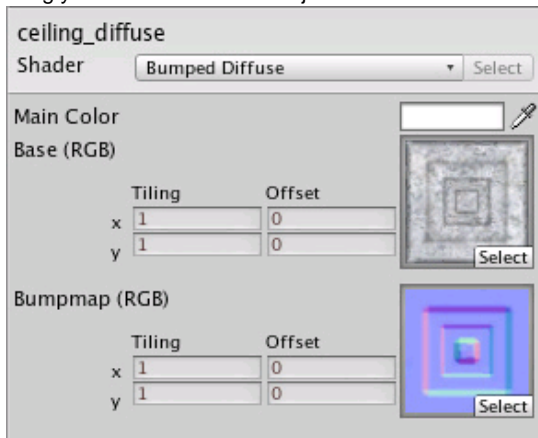 ceiling_diffuse
Shader Bumped Diffuse Select
Main Color
Base (RGB)
Tiling Offset
x 1 0
y 1 0
Select
Bumpmap (RGB)
Tiling Offset
x 1 0
y 1 0
Select